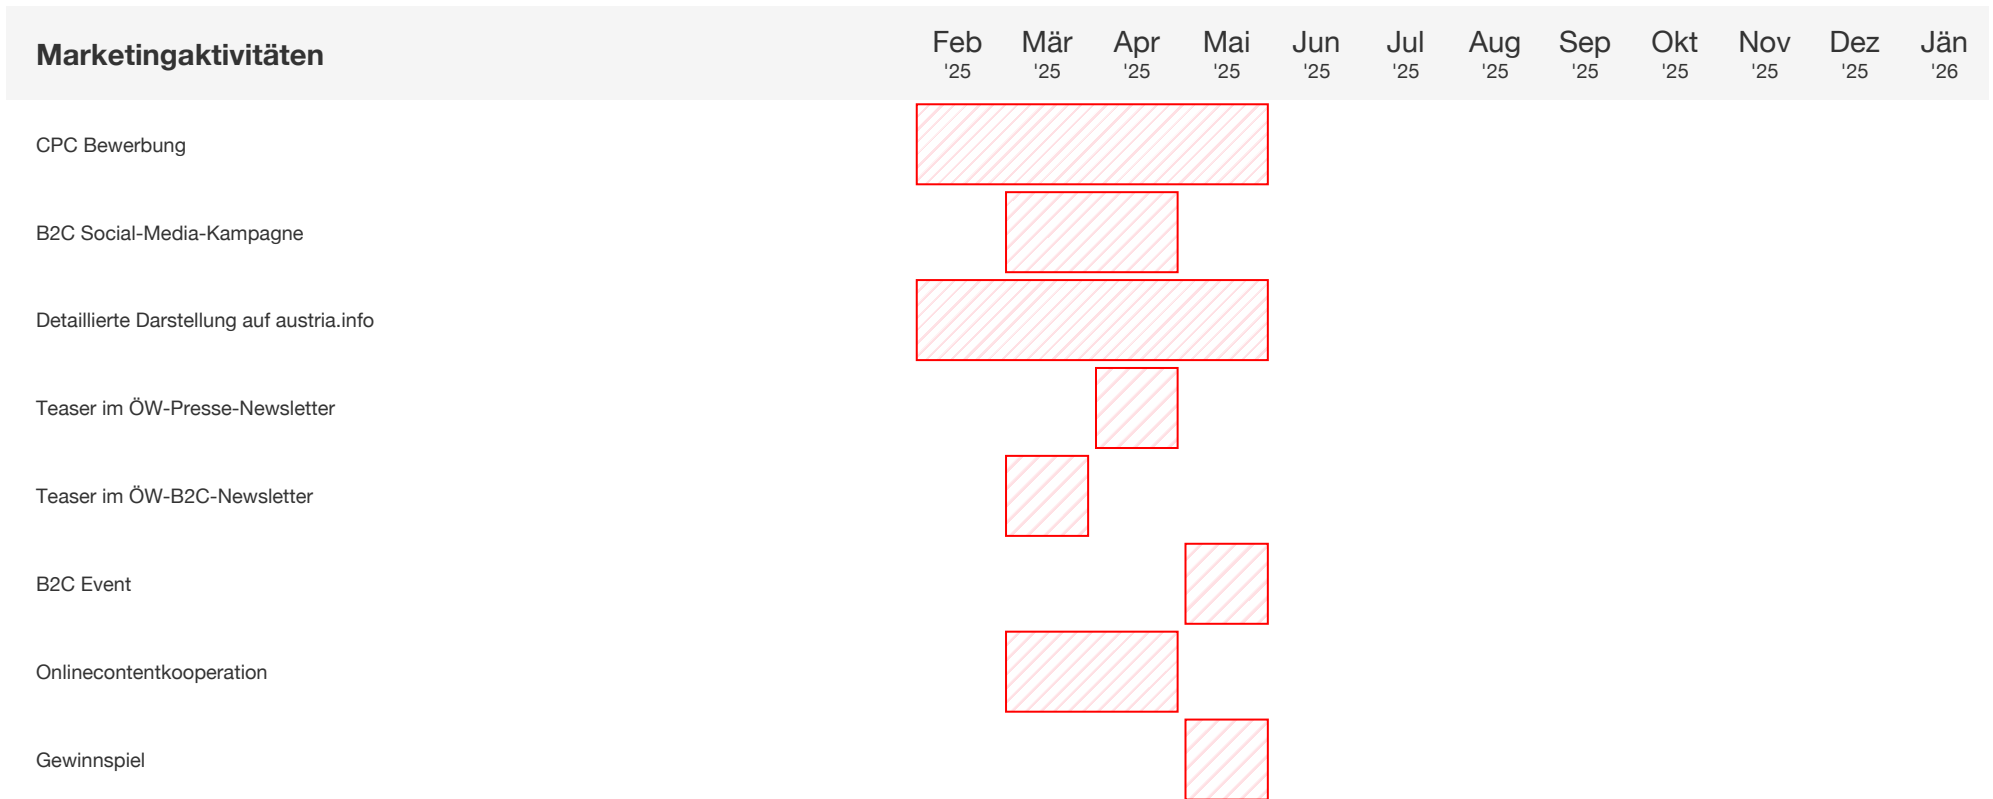 Marketingaktivitäten Feb Mär Apr Mai Jun Jul Aug Sep Okt Nov Dez Jän
'25 '25 '25 '25 '25 '25 '25 '25 '25 '25 '25 '26
CPC Bewerbung
B2C Social-Media-Kampagne
Detaillierte Darstellung auf austria.info
Teaser im ÖW-Presse-Newsletter
Teaser im ÖW-B2C-Newsletter
B2C Event
Onlinecontentkooperation
Gewinnspiel